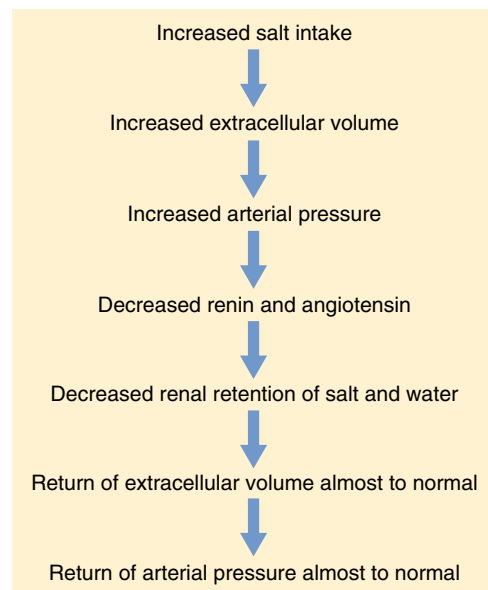 Increased salt intake
Increased extracellular volume
Increased arterial pressure
Decreased renin and angiotensin
Decreased renal retention of salt and water
Return of extracellular volume almost to normal
Return of arterial pressure almost to normal